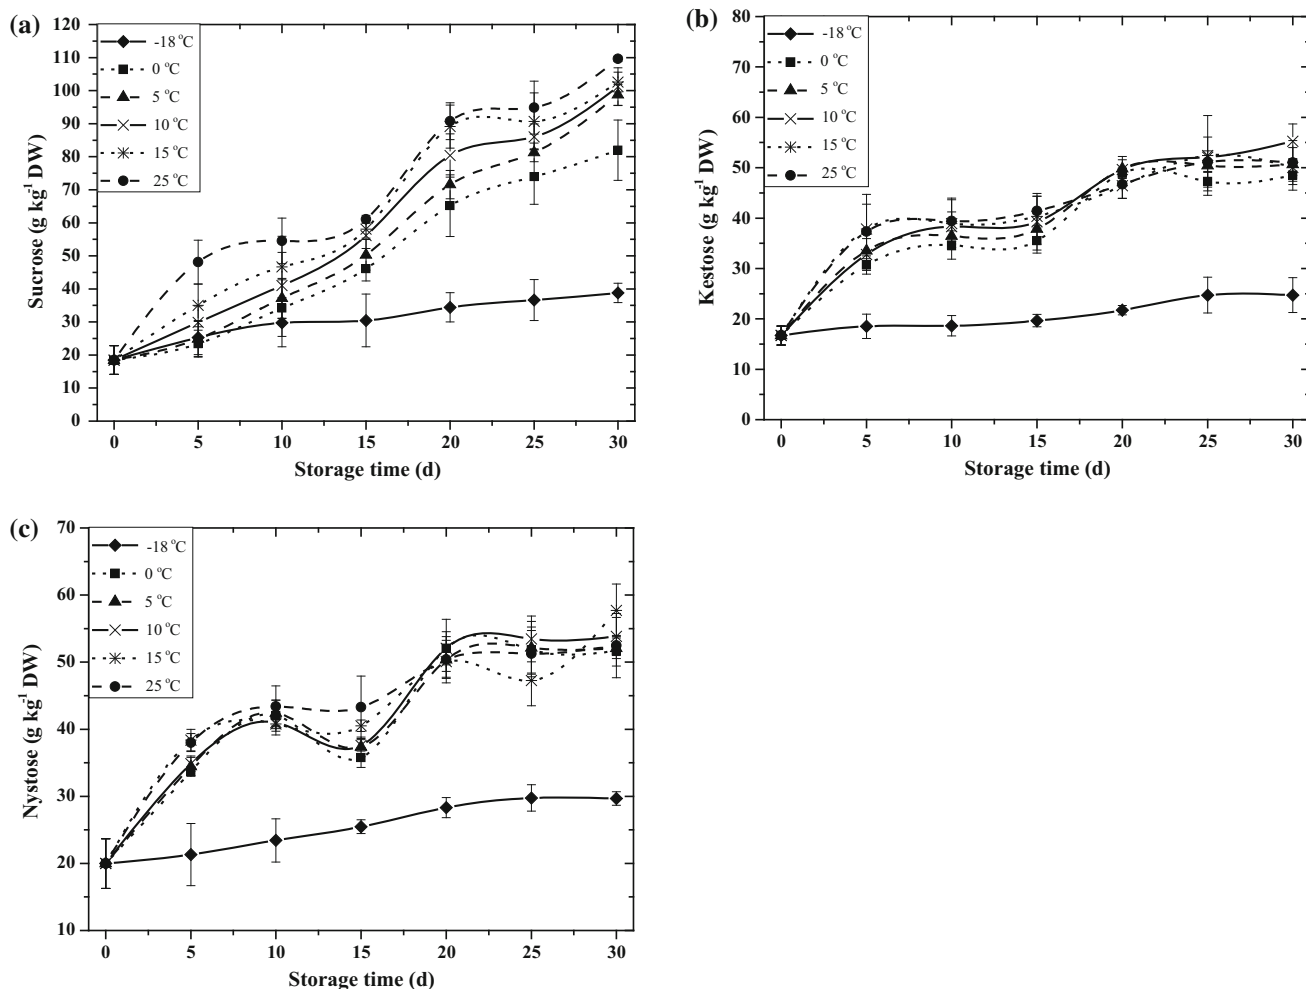 (a)
120
110
100
90
80
70
60
50
40
30
20
10
0
Sucrose (g kg-1 DW)
-18 °C
0 °C
5 °C
10 °C
15 °C
25 °C
0 5 10 15 20 25 30
Storage time (d)
(b)
80
70
60
50
40
30
20
10
0
Kestose (g kg-1 DW)
-18 °C
0 °C
5 °C
10 °C
15 °C
25 °C
0 5 10 15 20 25 30
Storage time (d)
(c)
70
60
50
40
30
20
10
Nystose (g kg-1 DW)
-18 °C
0 °C
5 °C
10 °C
15 °C
25 °C
0 5 10 15 20 25 30
Storage time (d)